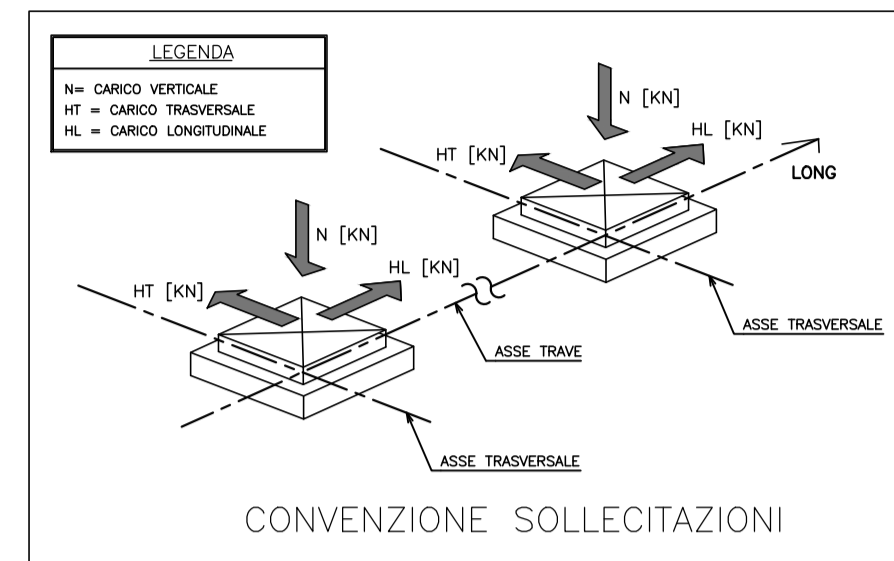 LEGENDA
N= CARICO VERTICALE
HT = CARICO TRASVERSALE
HL = CARICO LONGITUDINALE
N [KN]
HT [KN]
HL [KN]
LONG
N [KN]
HT [KN]
HL [KN]
ASSE TRASVERSALE
ASSE TRAVE
ASSE TRASVERSALE
CONVENZIONE SOLLECITAZIONI